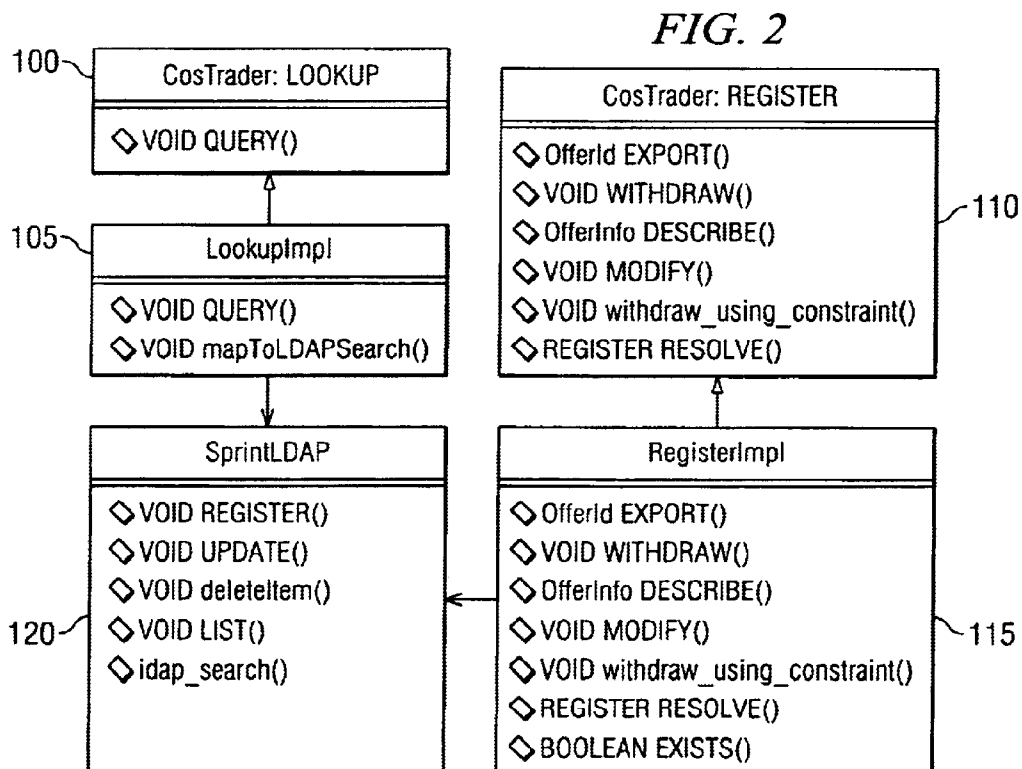 FIG. 2
100
CosTrader: LOOKUP
VOID QUERY()
105
LookupImpl
VOID QUERY()
VOID mapToLDAPSearch()
CosTrader: REGISTER
OfferId EXPORT()
VOID WITHDRAW()
OfferInfo DESCRIBE()
VOID MODIFY()
VOID withdraw_using_constraint()
REGISTER RESOLVE()
110
SprintLDAP
VOID REGISTER()
VOID UPDATE()
VOID deleteItem()
VOID LIST()
idap_search()
120
RegisterImpl
OfferId EXPORT()
VOID WITHDRAW()
OfferInfo DESCRIBE()
VOID MODIFY()
VOID withdraw_using_constraint()
REGISTER RESOLVE()
BOOLEAN EXISTS()
115